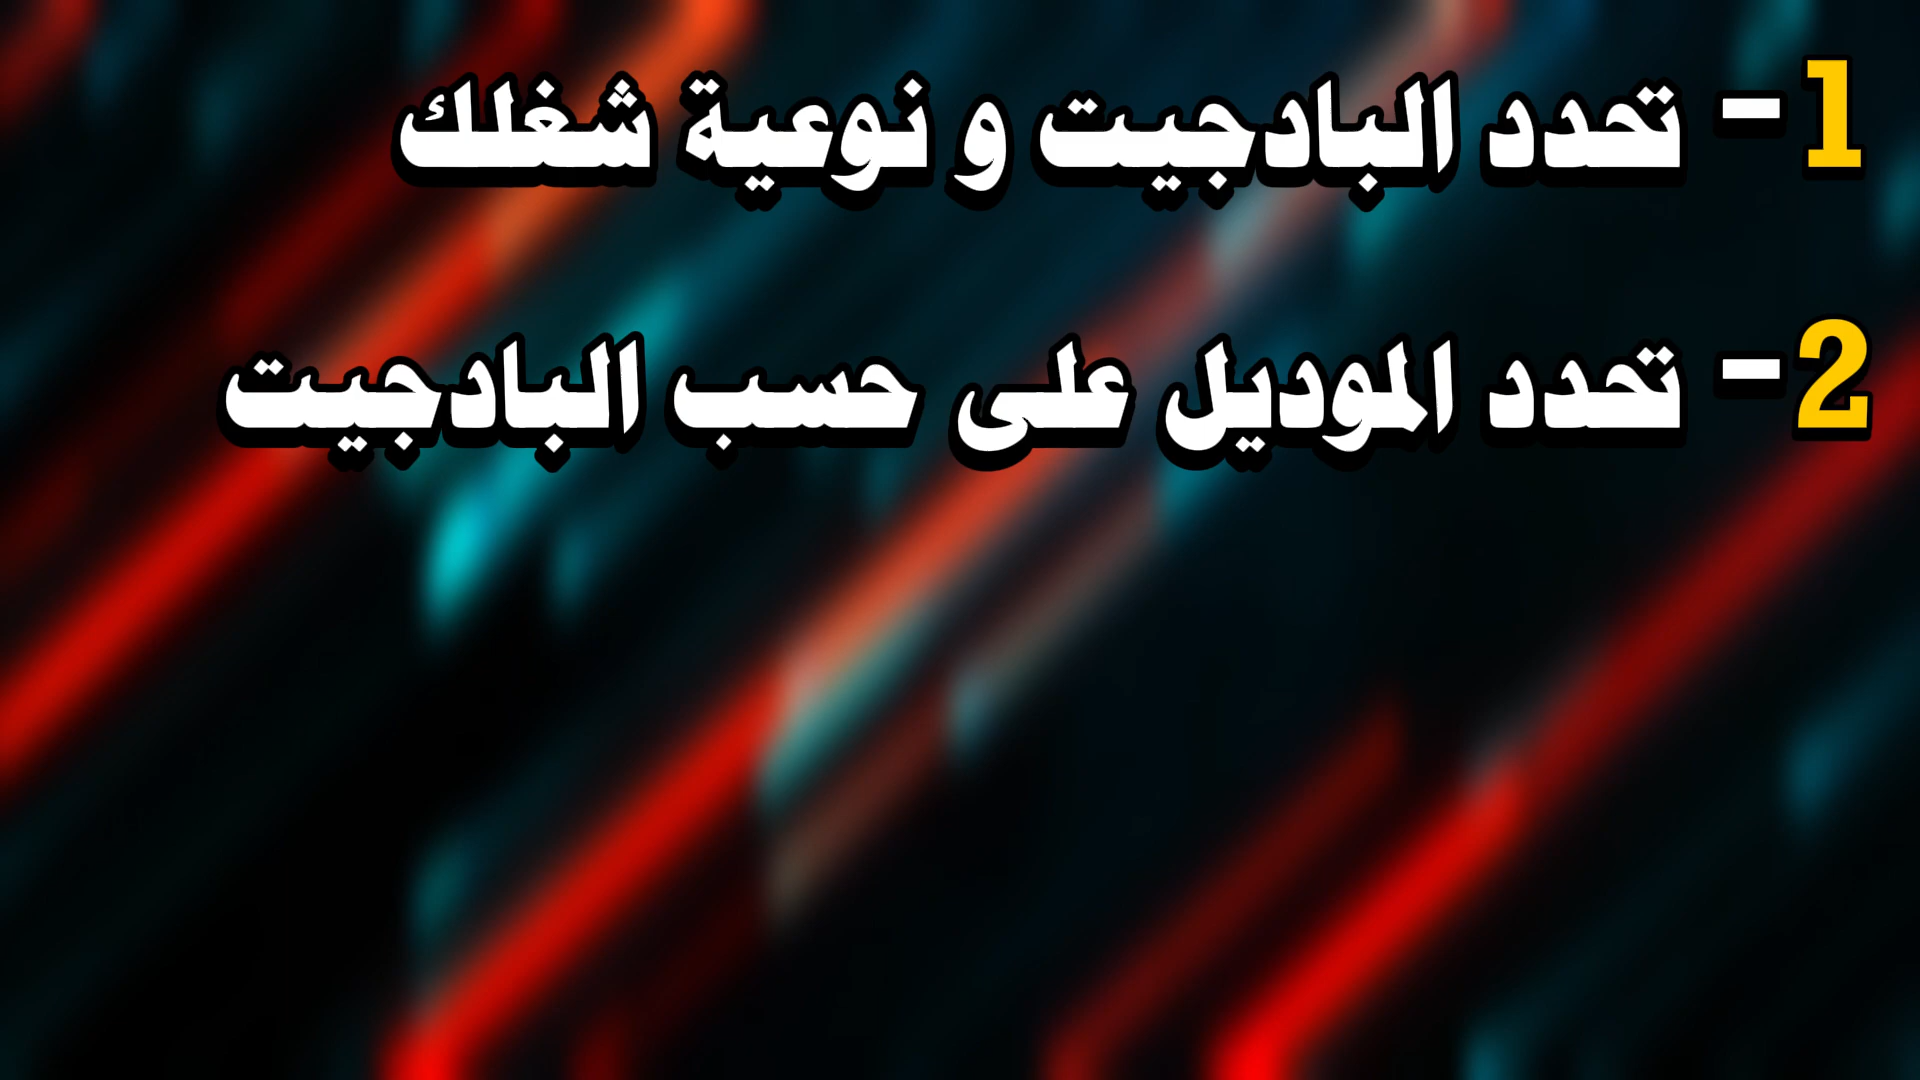 1- تحدد البادجيت و نوعية شغلك
2- تحدد الموديل على حسب البادجيت